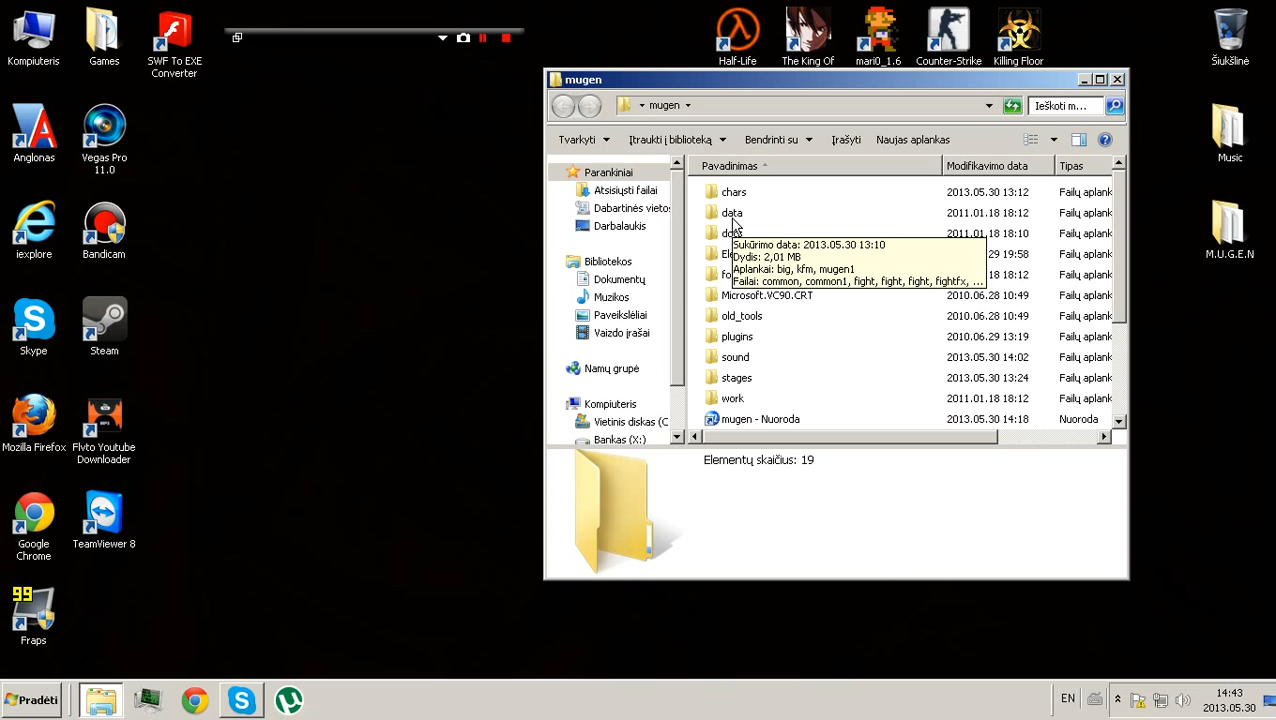 Kompiuteris
Games
SWF To EXE
Converter
Half-Life
The King Of
mari0_1.6
Counter-Strike
Killing Floor
Šiukšlinė
Anglonas
Vegas Pro
11.0
Music
iexplore
Bandicam
M.U.G.E.N
Skype
Steam
Mozilla Firefox
Flvto Youtube
Downloader
Google
Chrome
TeamViewer 8
99
Fraps
mugen
mugen
Ieškoti m...
Tvarkyti
Įtraukti į biblioteką
Bendrinti su
Įrašyti
Naujas aplankas
Parankiniai
Atsisiųsti failai
Dabartinės vietos
Darbalaukis
Bibliotekos
Dokumentų
Muzikos
Paveikslėliai
Vaizdo įrašai
Namų grupė
Kompiuteris
Vietinis diskas (C
Bankas (X:)
Pavadinimas
Modifikavimo data
Tipas
chars 2013.05.30 13:12 Failų aplank
data 2011.01.18 18:12 Failų aplank
2011.01.18 18:10 Failų aplank
19:58 Failų aplank
18:12 Failų aplank
Sukūrimo data: 2013.05.30 13:10
Dydis: 2,01 MB
Aplankai: big, kfm, mugen1
Failai: common, common1, fight, fight, fight, fightfx, ...
Microsoft.VC90.CRT 2010.06.28 10:49 Failų aplank
old_tools 2010.06.28 10:49 Failų aplank
plugins 2010.06.29 13:19 Failų aplank
sound 2013.05.30 14:02 Failų aplank
stages 2013.05.30 13:24 Failų aplank
work 2011.01.18 18:12 Failų aplank
mugen - Nuoroda 2013.05.30 14:18 Nuoroda
Elementų skaičius: 19
Pradėti
EN
14:43
2013.05.30